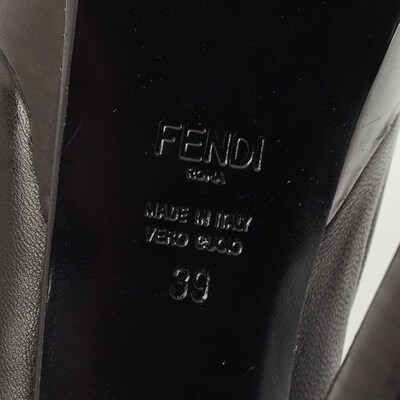 FENDI
ROMA
MADE IN ITALY
VERO CUOIO
39